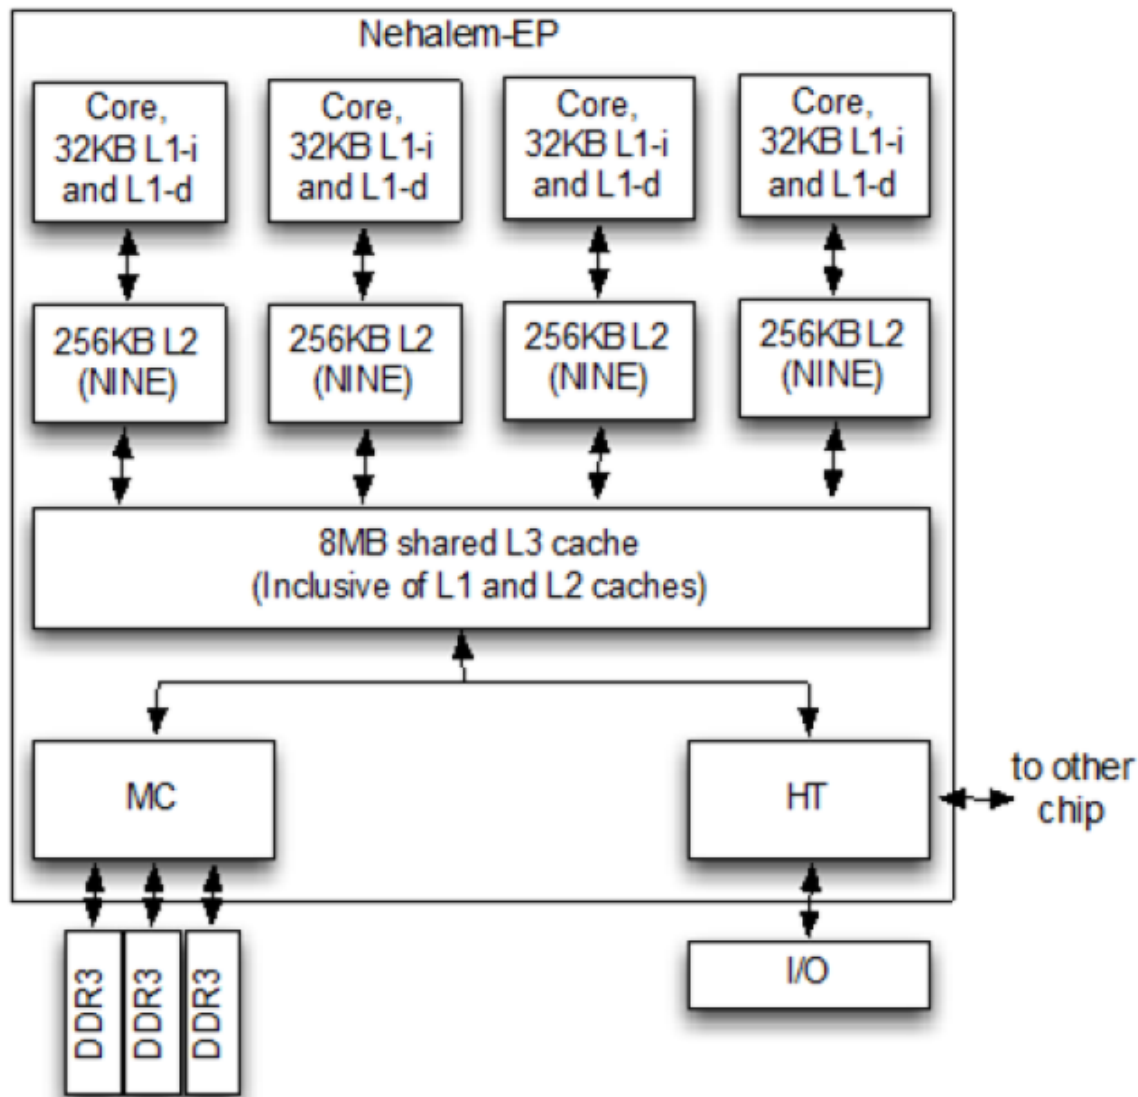 Nehalem-EP
Core,
32KB L1-i
and L1-d
Core,
32KB L1-i
and L1-d
Core,
32KB L1-i
and L1-d
Core,
32KB L1-i
and L1-d
256KB L2
(NINE)
256KB L2
(NINE)
256KB L2
(NINE)
256KB L2
(NINE)
8MB shared L3 cache
(Inclusive of L1 and L2 caches)
MC
HT
to other
chip
DDR3
DDR3
DDR3
I/O